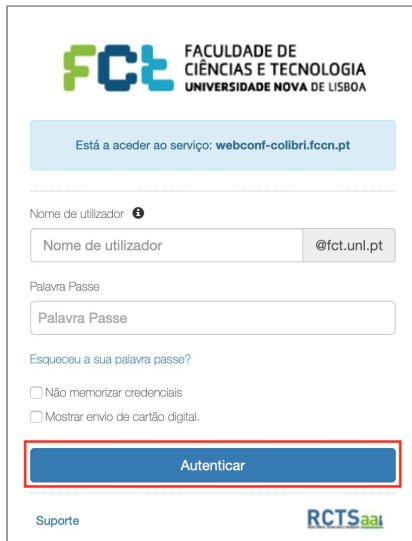 FCT
FACULDADE DE
CIÊNCIAS E TECNOLOGIA
UNIVERSIDADE NOVA DE LISBOA
Está a aceder ao serviço: webconf-colibri.fccn.pt
Nome de utilizador
Nome de utilizador @fct.unl.pt
Palavra Passe
Palavra Passe
Esqueceu a sua palavra passe?
Não memorizar credenciais
Mostrar envio de cartão digital.
Autenticar
Suporte RCTSaai